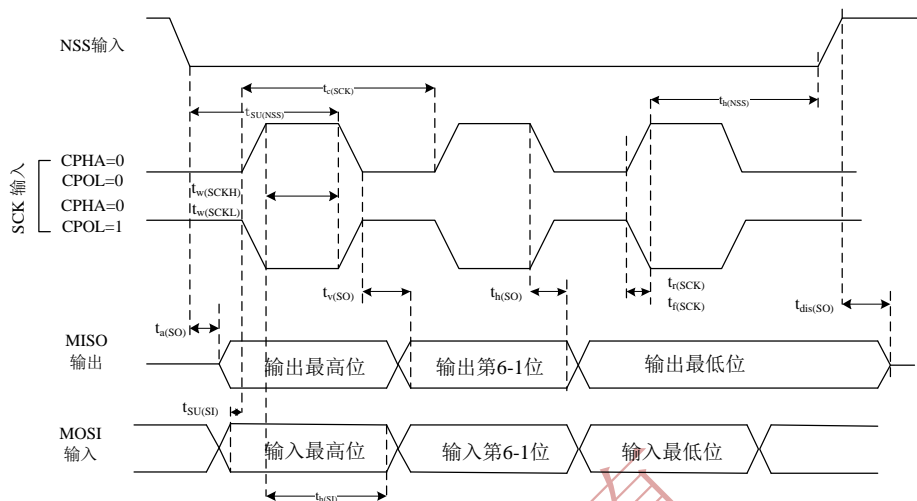 NSS输入
tc(SCK)
tSU(NSS)
th(NSS)
SCK 输入
CPHA=0
CPOL=0
tw(SCKH)
tw(SCKL)
CPHA=0
CPOL=1
tv(SO)
th(SO)
tr(SCK)
tf(SCK)
tdis(SO)
ta(SO)
MISO
输出
输出最高位
输出第6-1位
输出最低位
tSU(SI)
MOSI
输入
输入最高位
输入第6-1位
输入最低位
th(SI)